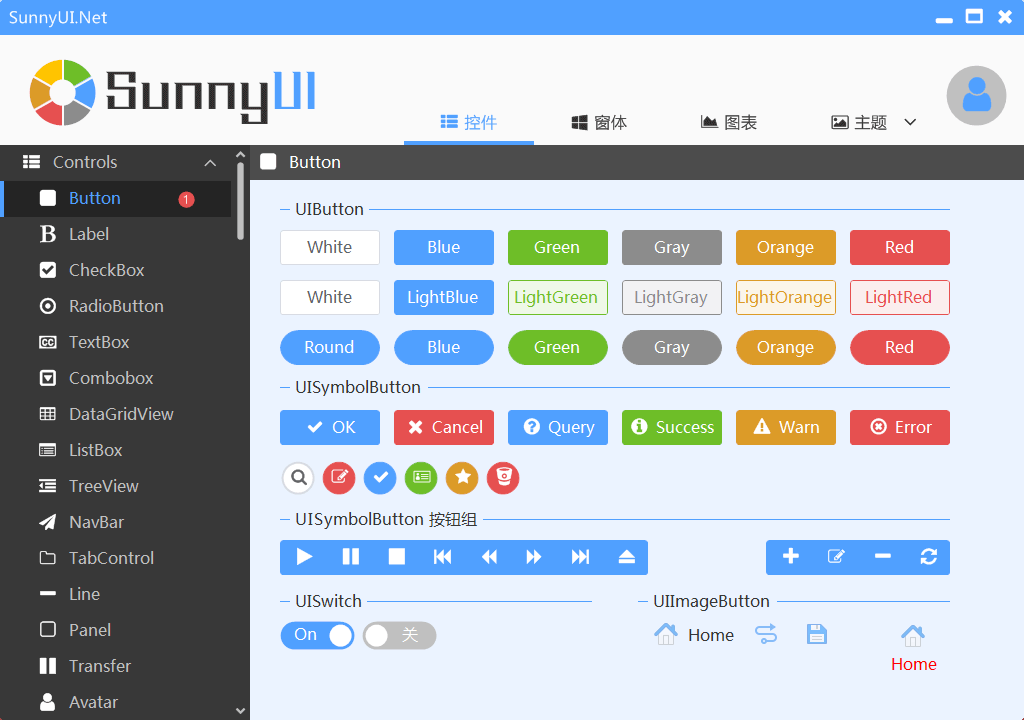 SunnyUI.Net
SunnyUI
控件 窗体 图表 主题
Controls
Button 1
Label
CheckBox
RadioButton
TextBox
Combobox
DataGridView
ListBox
TreeView
NavBar
TabControl
Line
Panel
Transfer
Avatar
Button
UIButton
White Blue Green Gray Orange Red
White LightBlue LightGreen LightGray LightOrange LightRed
Round Blue Green Gray Orange Red
UISymbolButton
OK Cancel Query Success Warn Error
UISymbolButton 按钮组
UISwitch UIImageButton
On 关 Home
Home